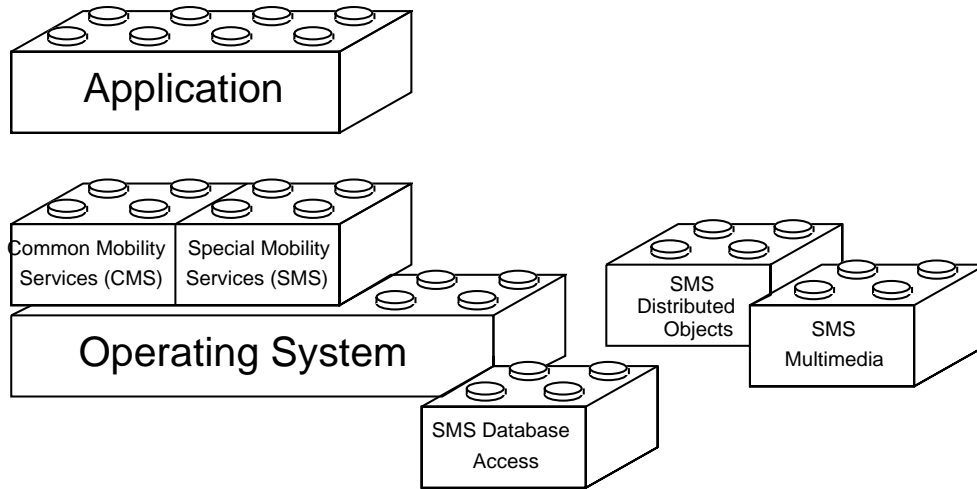 Application
Common Mobility
Services (CMS)
Special Mobility
Services (SMS)
Operating System
SMS
Distributed
Objects
SMS
Multimedia
SMS Database
Access